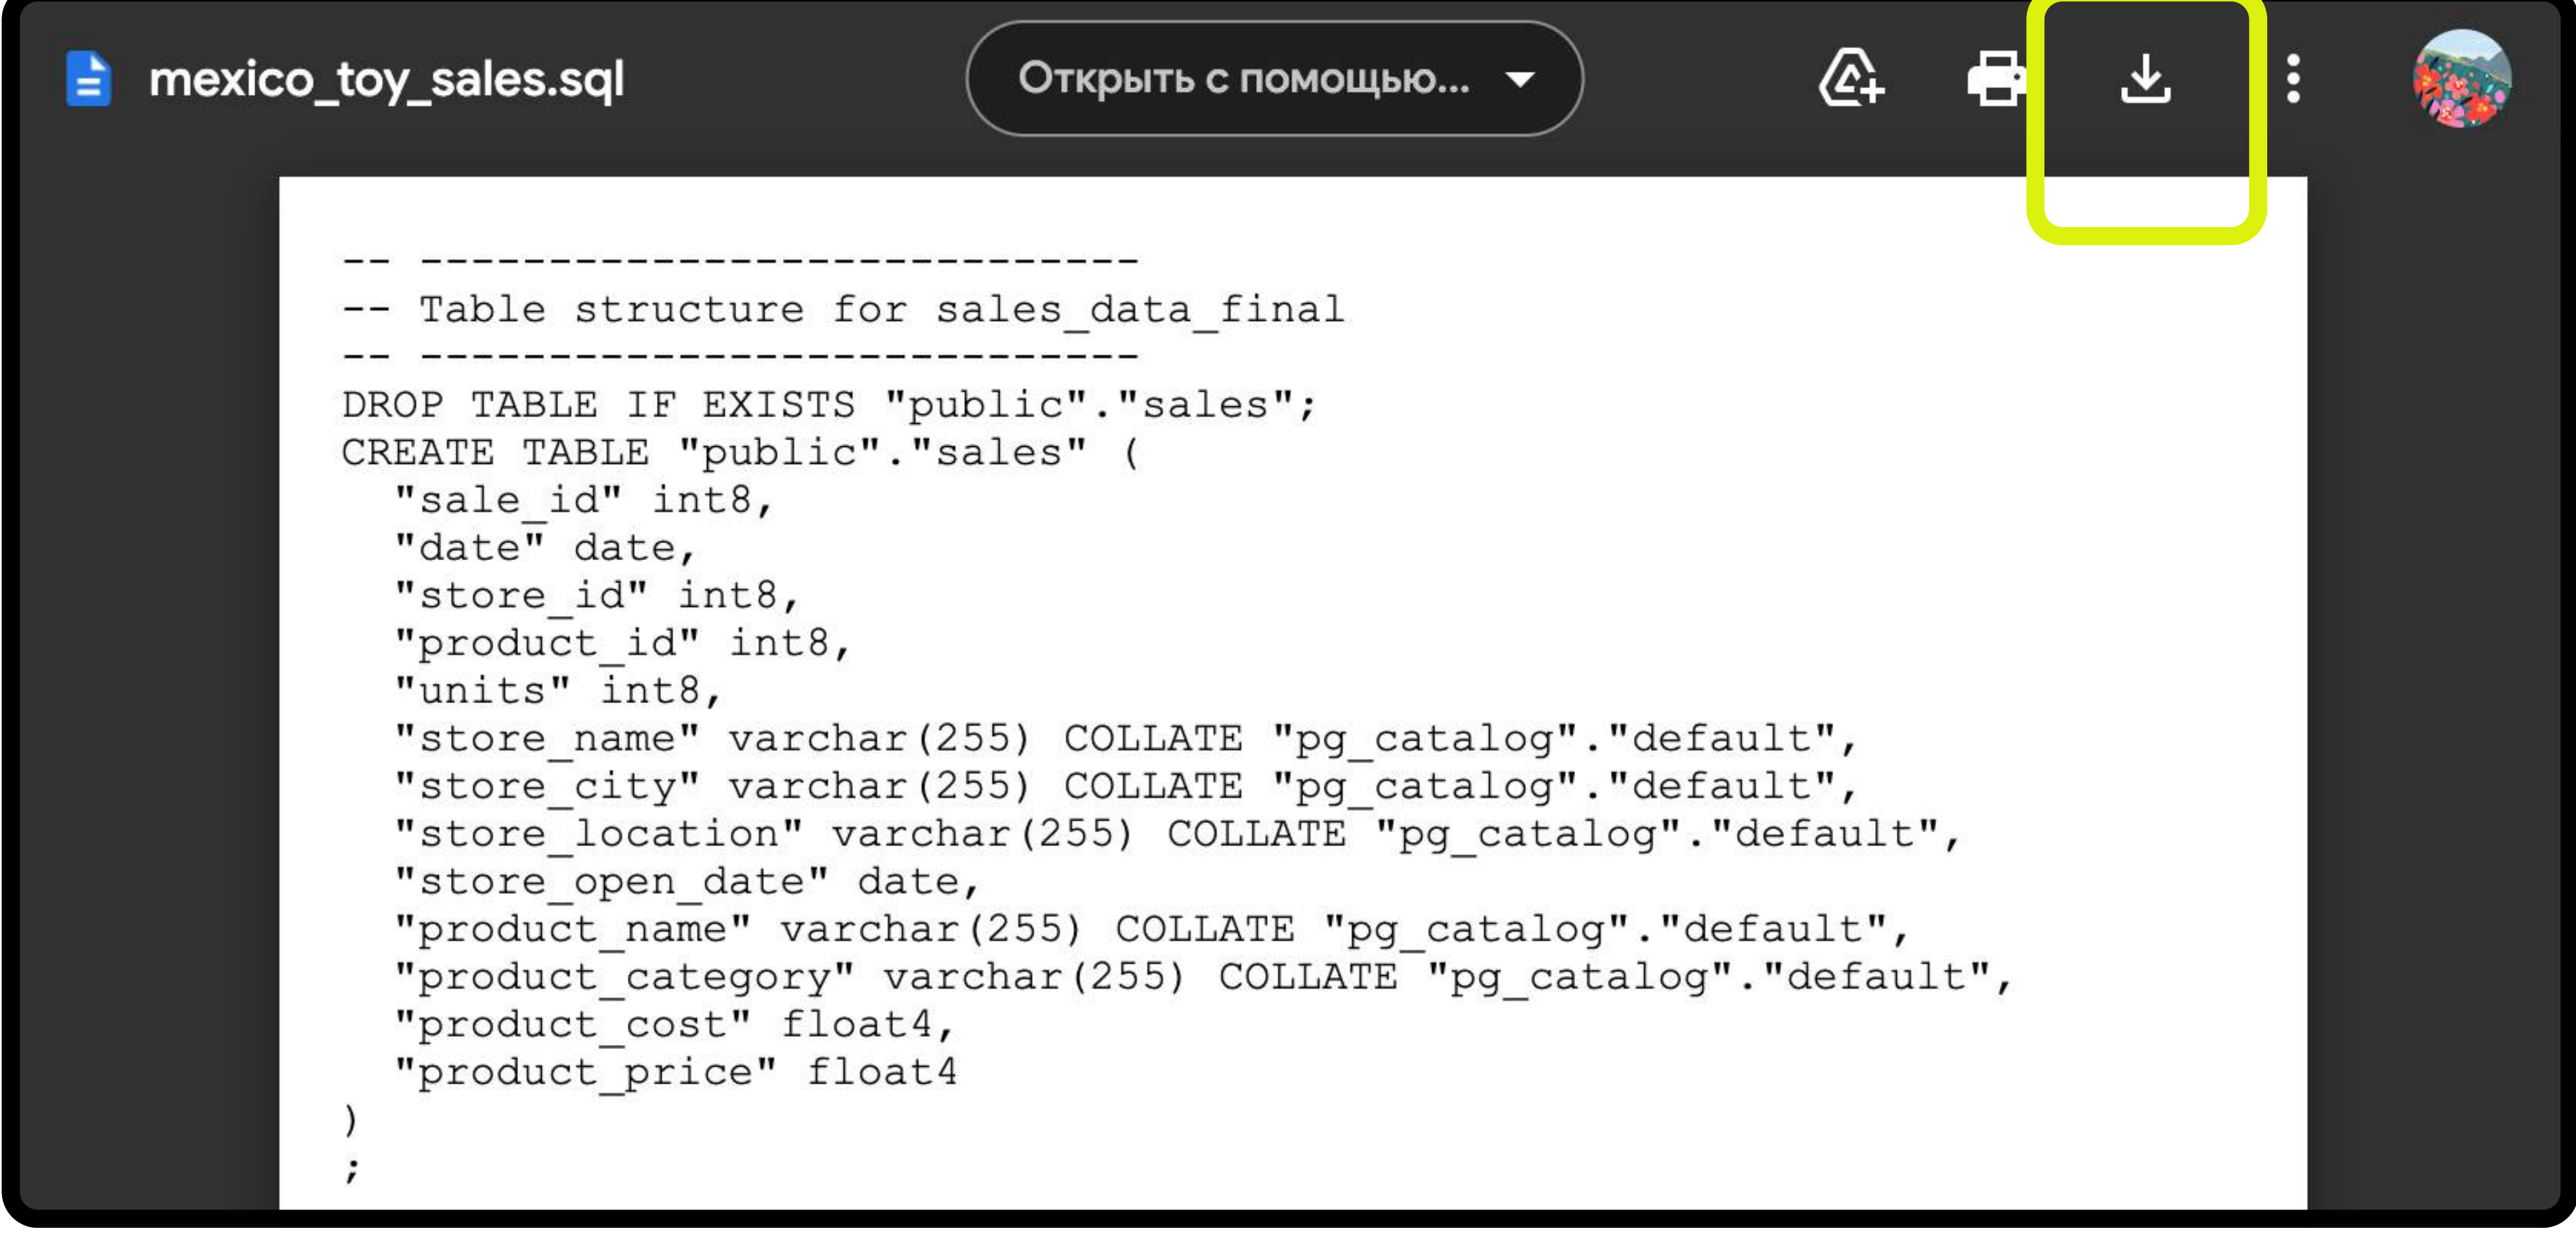 mexico_toy_sales.sql
Открыть с помощью...
-- ----------------------------
-- Table structure for sales_data_final
-- ----------------------------
DROP TABLE IF EXISTS "public"."sales";
CREATE TABLE "public"."sales" (
  "sale_id" int8,
  "date" date,
  "store_id" int8,
  "product_id" int8,
  "units" int8,
  "store_name" varchar(255) COLLATE "pg_catalog"."default",
  "store_city" varchar(255) COLLATE "pg_catalog"."default",
  "store_location" varchar(255) COLLATE "pg_catalog"."default",
  "store_open_date" date,
  "product_name" varchar(255) COLLATE "pg_catalog"."default",
  "product_category" varchar(255) COLLATE "pg_catalog"."default",
  "product_cost" float4,
  "product_price" float4
)
;